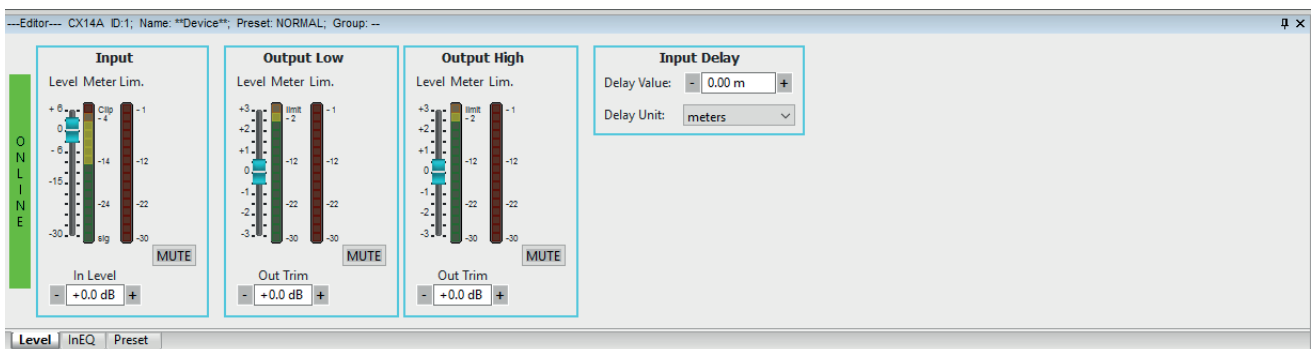 ---Editor--- CX14A ID:1; Name: **Device**; Preset: NORMAL; Group: --
ONLINE
Input
Level Meter Lim.
+6
0
-6
-15
-30
Clip
-4
-14
-24
sig
-1
-12
-22
-30
MUTE
In Level
- +0.0 dB +
Output Low
Level Meter Lim.
+3
+2
+1
0
-1
-2
-3
limit
-2
-12
-22
-30
-1
-12
-22
-30
MUTE
Out Trim
- +0.0 dB +
Output High
Level Meter Lim.
+3
+2
+1
0
-1
-2
-3
limit
-2
-12
-22
-30
-1
-12
-22
-30
MUTE
Out Trim
- +0.0 dB +
Input Delay
Delay Value: - 0.00 m +
Delay Unit: meters
Level InEQ Preset